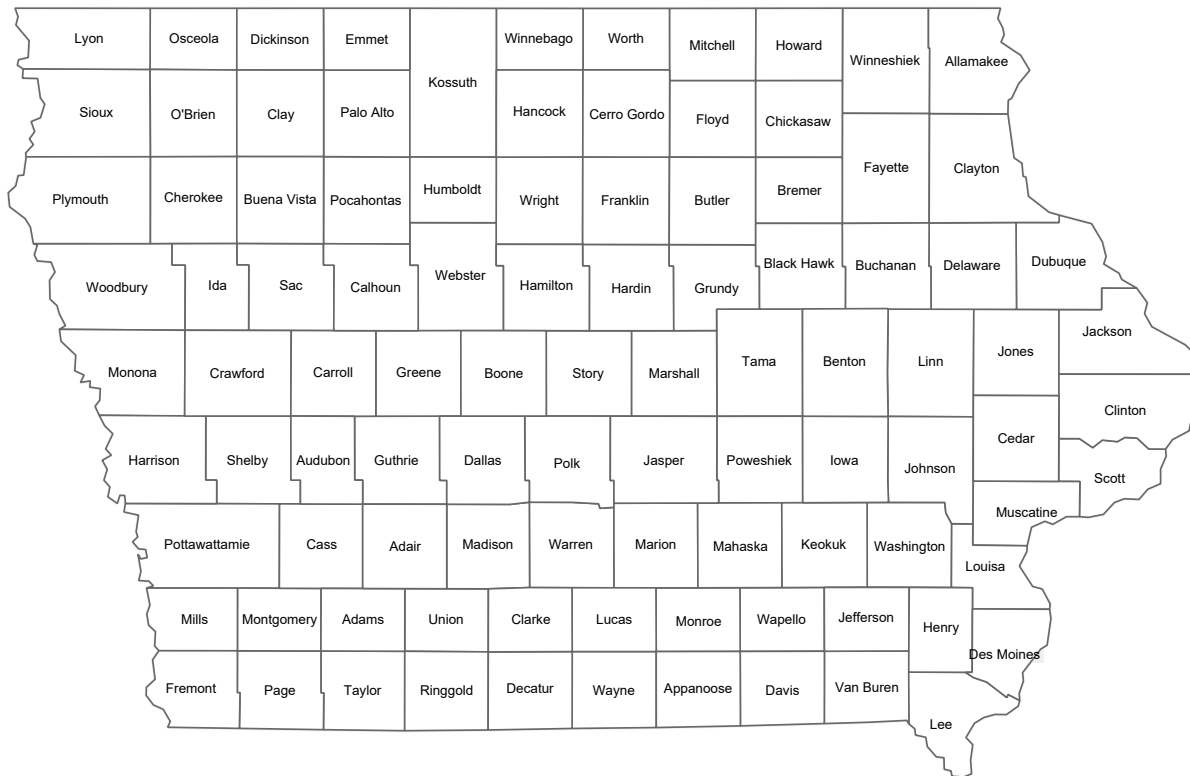 Lyon
Osceola
Dickinson
Emmet
Kossuth
Winnebago
Worth
Mitchell
Howard
Winneshiek
Allamakee
Sioux
O'Brien
Clay
Palo Alto
Hancock
Cerro Gordo
Floyd
Chickasaw
Fayette
Clayton
Plymouth
Cherokee
Buena Vista
Pocahontas
Humboldt
Wright
Franklin
Butler
Bremer
Woodbury
Ida
Sac
Calhoun
Webster
Hamilton
Hardin
Grundy
Black Hawk
Buchanan
Delaware
Dubuque
Monona
Crawford
Carroll
Greene
Boone
Story
Marshall
Tama
Benton
Linn
Jones
Jackson
Clinton
Harrison
Shelby
Audubon
Guthrie
Dallas
Polk
Jasper
Poweshiek
Iowa
Johnson
Cedar
Scott
Muscatine
Pottawattamie
Cass
Adair
Madison
Warren
Marion
Mahaska
Keokuk
Washington
Louisa
Mills
Montgomery
Adams
Union
Clarke
Lucas
Monroe
Wapello
Jefferson
Henry
Des Moines
Fremont
Page
Taylor
Ringgold
Decatur
Wayne
Appanoose
Davis
Van Buren
Lee